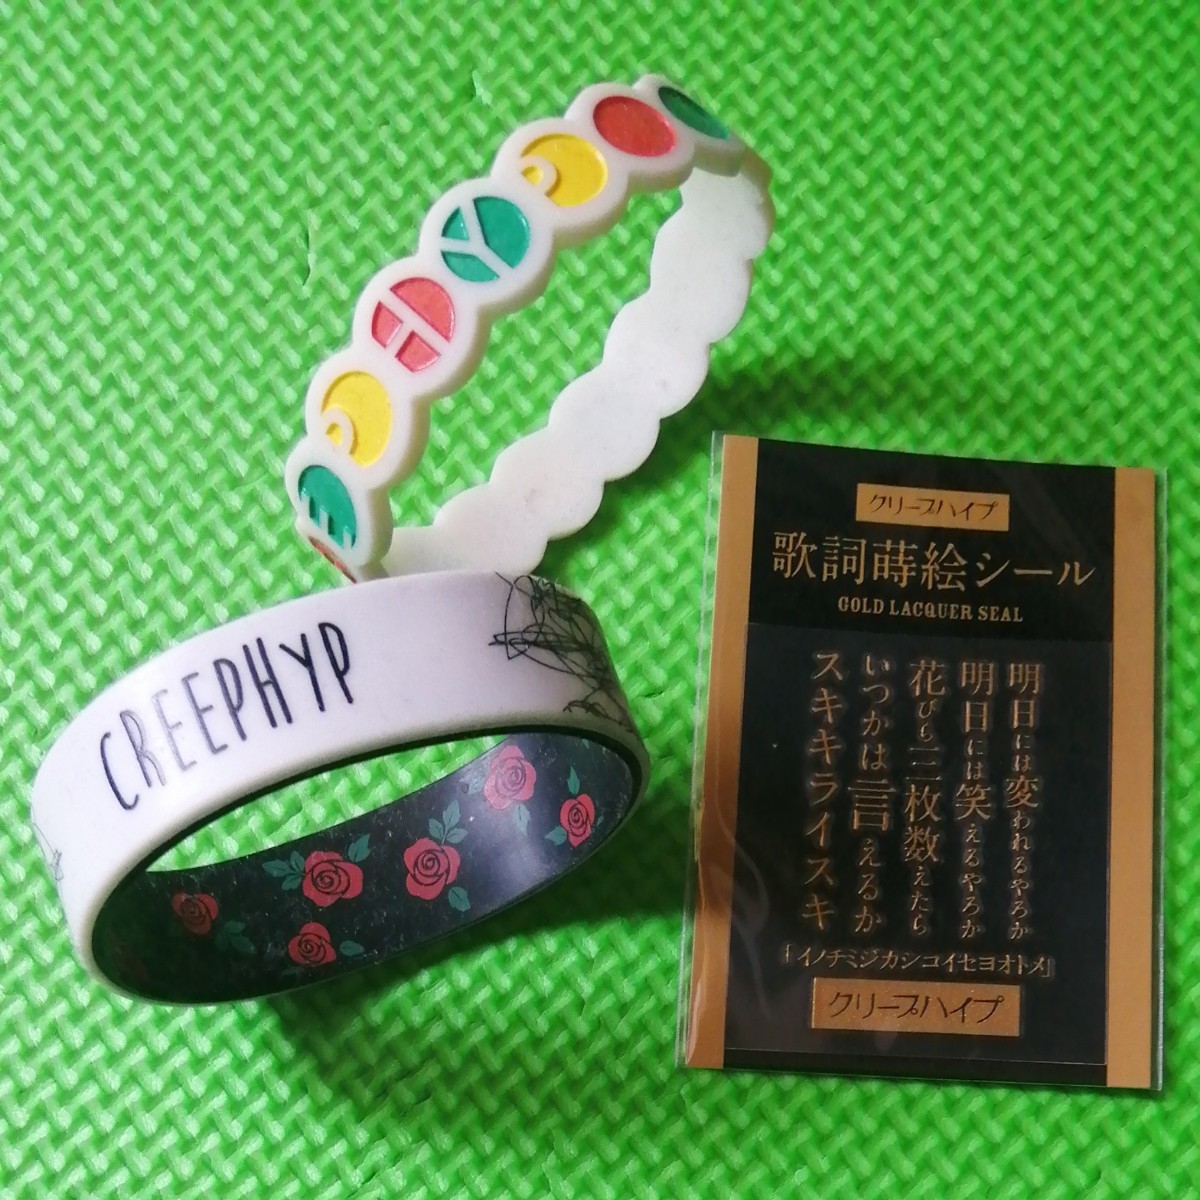 CREEPHYP
クリープハイプ
歌詞蒔絵シール
GOLD LACQUER SEAL
明日には変われるやろか
明日には笑えるやろか
花びら三枚数えたら
いつかは言えるか
スキキライスキ
「イノチミジカシコイセヨオトメ」
クリープハイプ